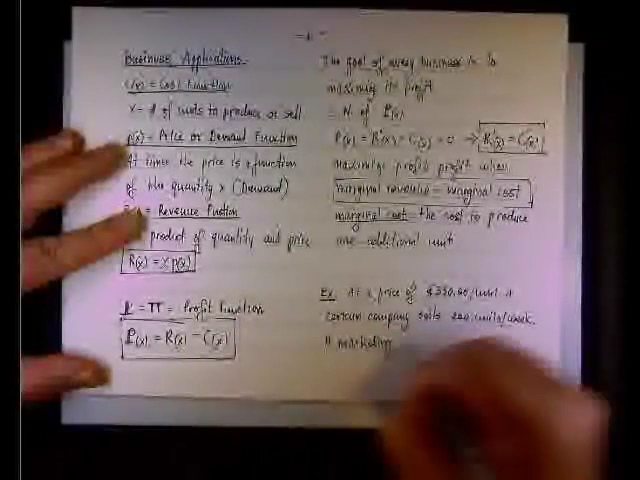 Business Applications
C(x) = Cost Function
x = # of units to produce or sell
p(x) = Price or Demand Function
At times the price is a function
of the quantity x (Demand)
= Revenue Function
product of quantity and price
R(x) = x p(x)
P = π = Profit Function
P(x) = R(x) - C(x)
The goal of every business is to
maximize its profit
of P(x)
P'(x) = R'(x) - C'(x) = 0 → R'(x) = C'(x)
maximize profit profit when
marginal revenue = marginal cost
marginal cost = the cost to produce
one additional unit
Ex. At a price of $350.00/unit a
certain company sells 200 units/week.
A marketing